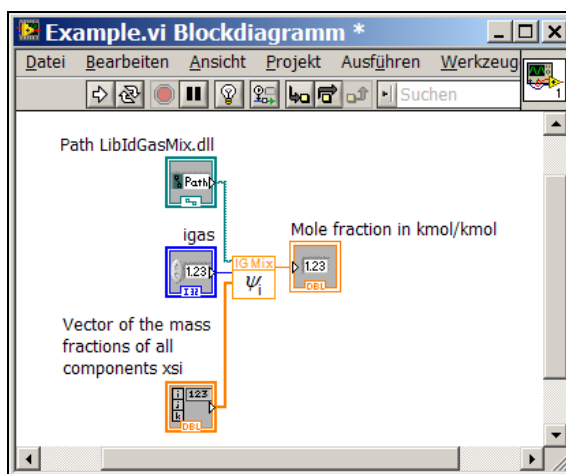 Example.vi Blockdiagramm *
Datei Bearbeiten Ansicht Projekt Ausführen Werkzeug
Suchen
1
Path LibIdGasMix.dll
Path
igas
1.23
I32
IG Mix
ψi
Mole fraction in kmol/kmol
1.23
DBL
Vector of the mass
fractions of all
components xsi
i
j
k
123
DBL